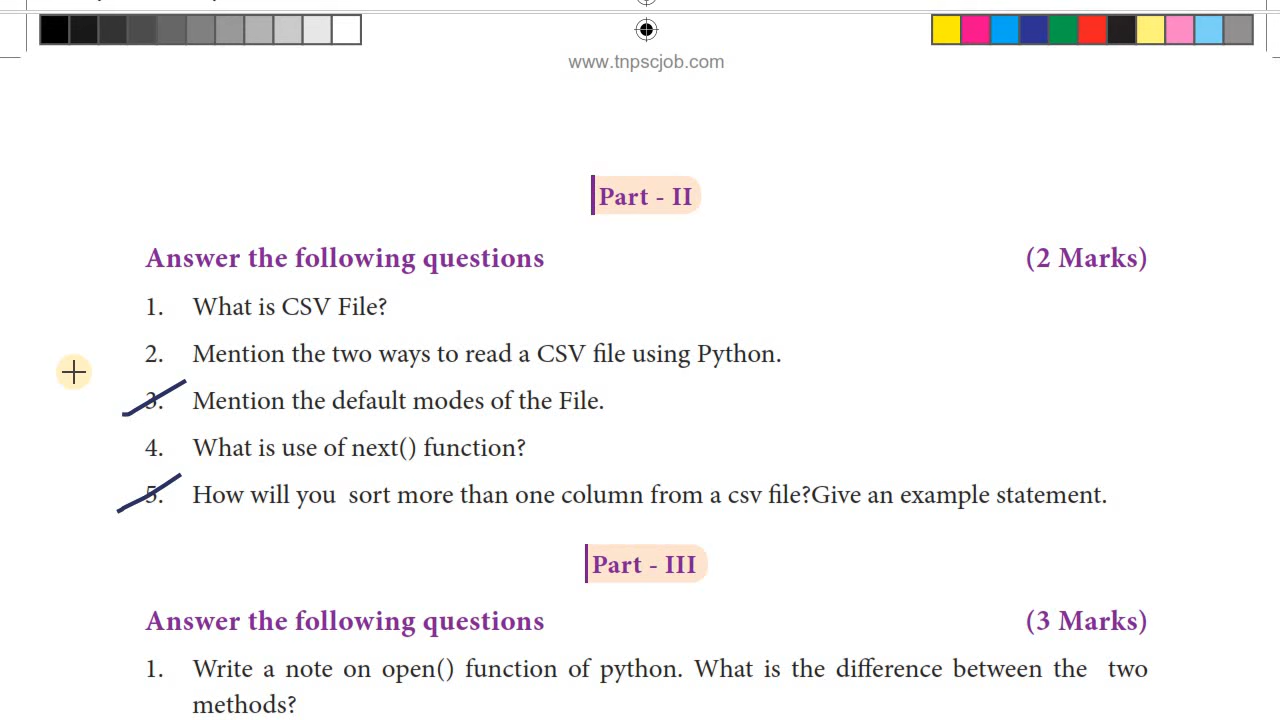 www.tnpscjob.com
Part - II
Answer the following questions (2 Marks)
1. What is CSV File?
2. Mention the two ways to read a CSV file using Python.
3. Mention the default modes of the File.
4. What is use of next() function?
5. How will you sort more than one column from a csv file?Give an example statement.
Part - III
Answer the following questions (3 Marks)
1. Write a note on open() function of python. What is the difference between the two
methods?